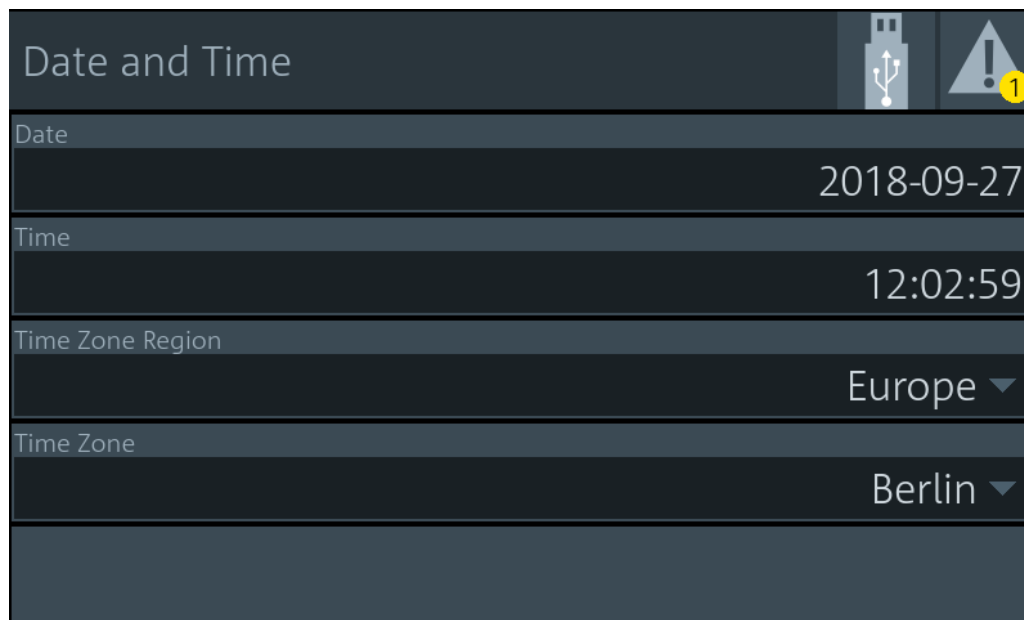 Date and Time
1
Date
2018-09-27
Time
12:02:59
Time Zone Region
Europe
Time Zone
Berlin